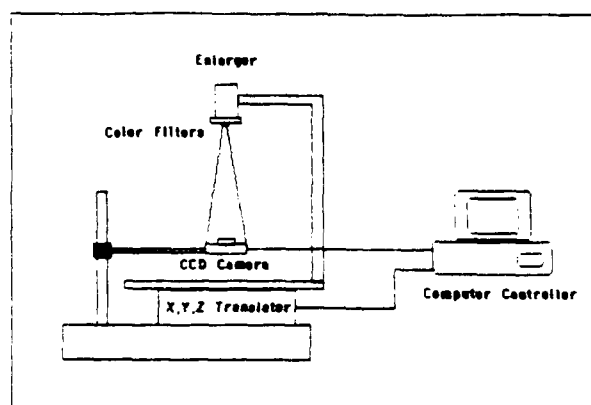 Enlarger
Color Filters
CCD Camera
X,Y,Z Translator
Computer Controller